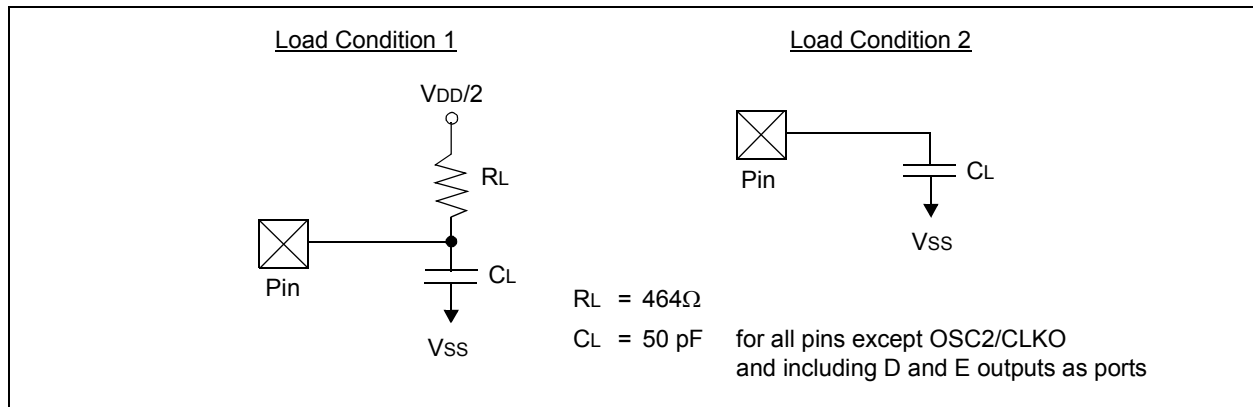 Load Condition 1
VDD/2
RL
Pin
CL
VSS
Load Condition 2
Pin
CL
VSS
RL = 464Ω
CL = 50 pF for all pins except OSC2/CLKO
and including D and E outputs as ports